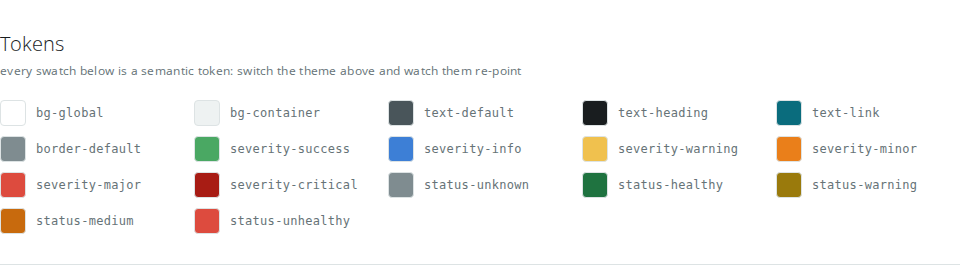 Tokens
every swatch below is a semantic token: switch the theme above and watch them re-point
bg-global bg-container text-default text-heading text-link
border-default severity-success severity-info severity-warning severity-minor
severity-major severity-critical status-unknown status-healthy status-warning
status-medium status-unhealthy